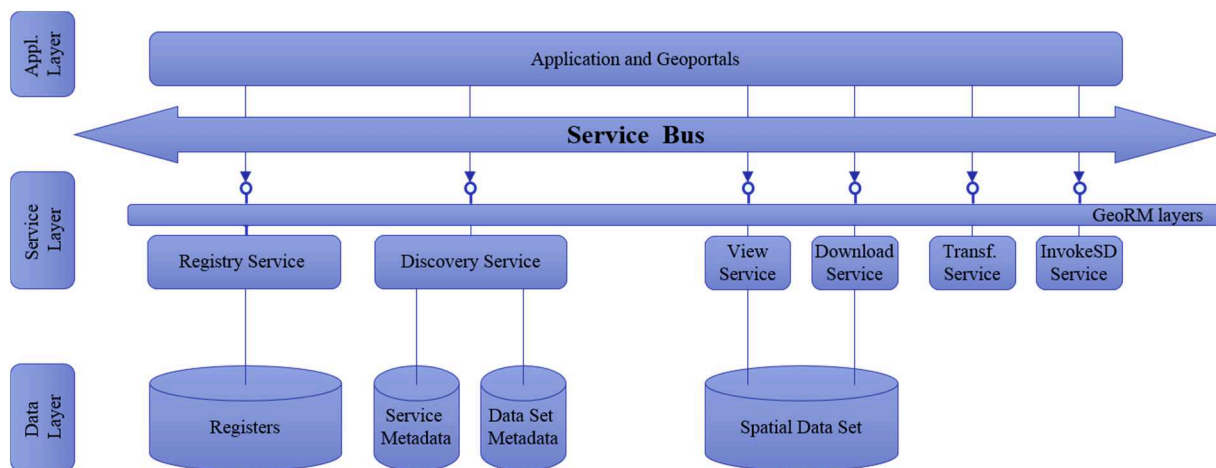 Appl.
Layer
Application and Geoportals
Service Bus
Service
Layer
GeoRM layers
Registry Service
Discovery Service
View
Service
Download
Service
Transf.
Service
InvokeSD
Service
Data
Layer
Registers
Service
Metadata
Data Set
Metadata
Spatial Data Set